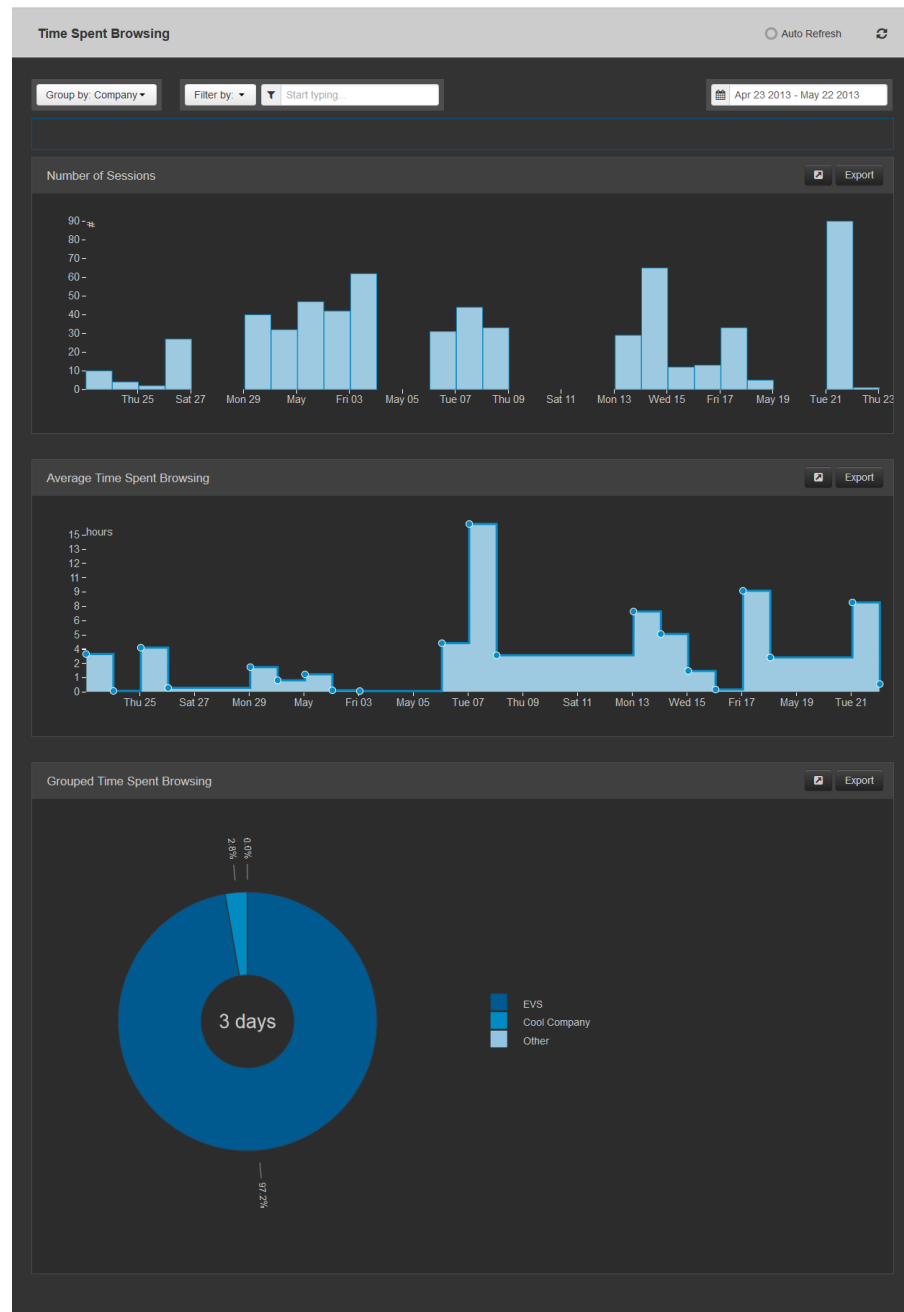 Time Spent Browsing
Auto Refresh
Group by: Company
Filter by:
Start typing...
Apr 23 2013 - May 22 2013
Number of Sessions
Export
90
#
80
70
60
50
40
30
20
10
0
Thu 25 Sat 27 Mon 29 May Fri 03 May 05 Tue 07 Thu 09 Sat 11 Mon 13 Wed 15 Fri 17 May 19 Tue 21 Thu 23
Average Time Spent Browsing
Export
15 hours
13
12
11
9
8
6
5
4
2
1
0
Thu 25 Sat 27 Mon 29 May Fri 03 May 05 Tue 07 Thu 09 Sat 11 Mon 13 Wed 15 Fri 17 May 19 Tue 21
Grouped Time Spent Browsing
Export
2.8%
0.0%
3 days
EVS
Cool Company
Other
97.2%